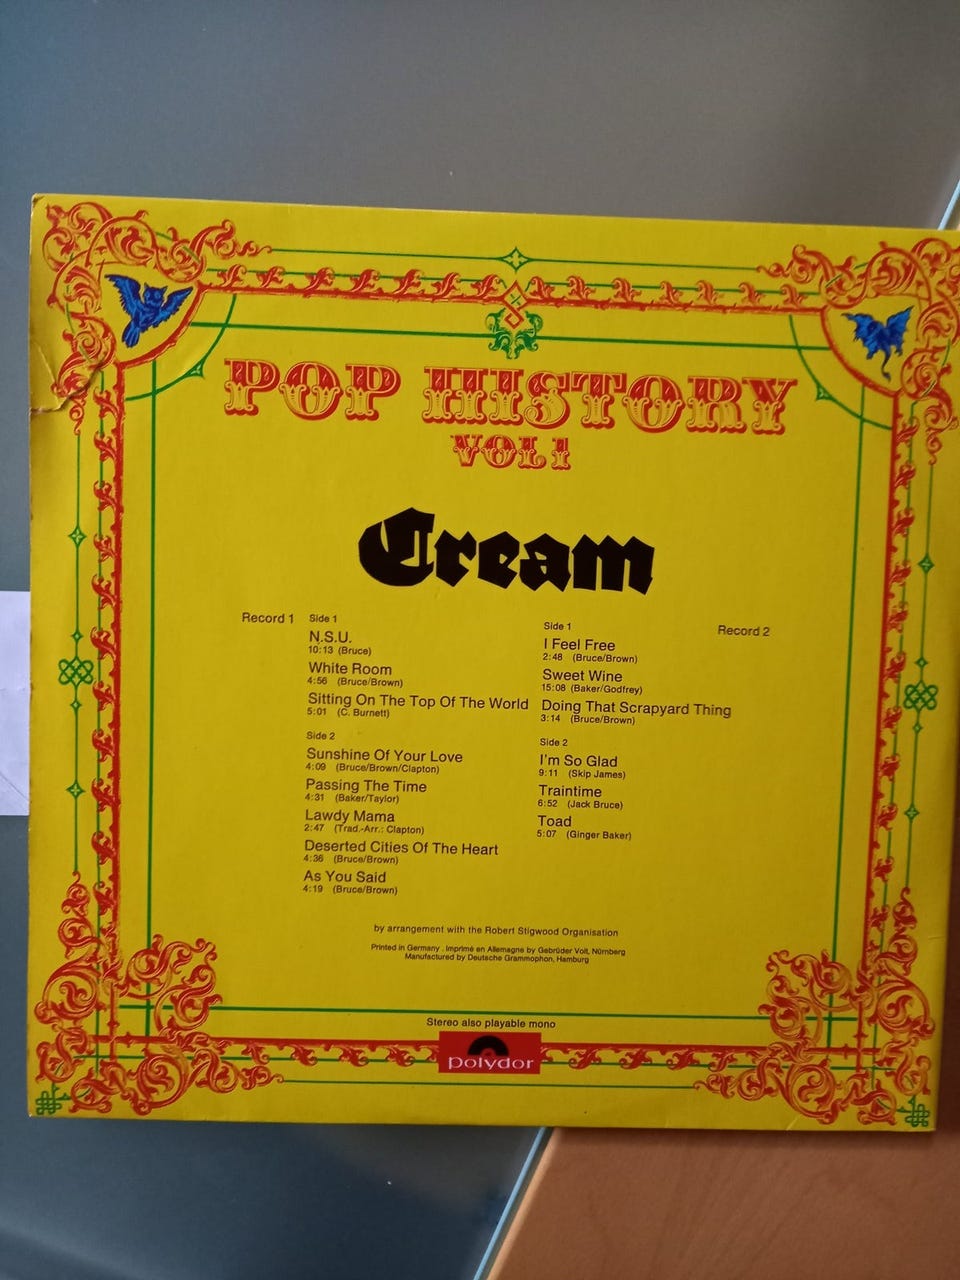 POP HISTORY
VOL 1
Cream
Record 1
Side 1
N.S.U.
10:13 (Bruce)
White Room
4:56 (Bruce/Brown)
Sitting On The Top Of The World
5:01 (C. Burnett)
Side 2
Sunshine Of Your Love
4:09 (Bruce/Brown/Clapton)
Passing The Time
4:31 (Baker/Taylor)
Lawdy Mama
2:47 (Trad.-Arr.: Clapton)
Deserted Cities Of The Heart
4:36 (Bruce/Brown)
As You Said
4:19 (Bruce/Brown)
Record 2
Side 1
I Feel Free
2:48 (Bruce/Brown)
Sweet Wine
15:08 (Baker/Godfrey)
Doing That Scrapyard Thing
3:14 (Bruce/Brown)
Side 2
I'm So Glad
9:11 (Skip James)
Traintime
6:52 (Jack Bruce)
Toad
5:07 (Ginger Baker)
by arrangement with the Robert Stigwood Organisation
Printed in Germany . Imprimé en Allemagne by Gebrüder Volt, Nürnberg
Manufactured by Deutsche Grammophon, Hamburg
Stereo also playable mono
polydor